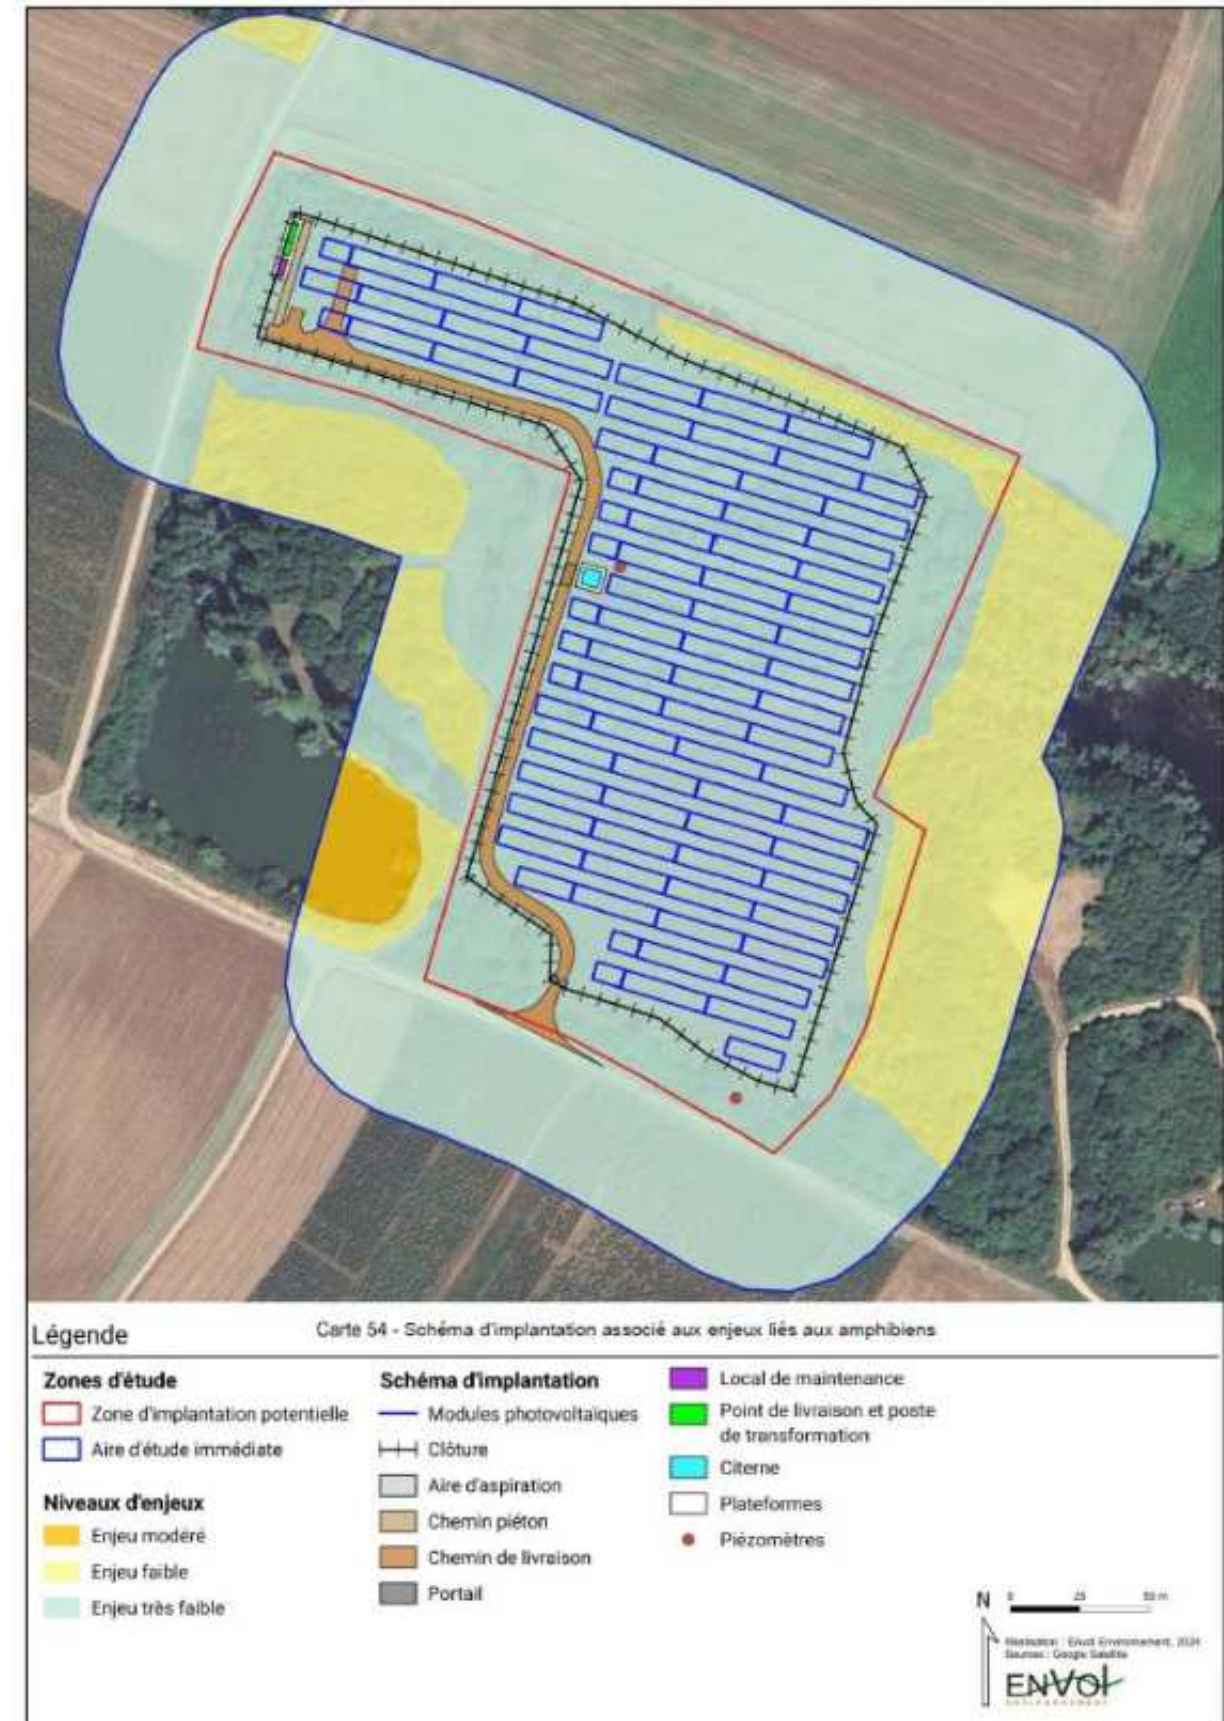 Légende
Carte 54 - Schéma d'implantation associé aux enjeux liés aux amphibiens
Zones d'étude
Zone d'implantation potentielle
Aire d'étude immédiate
Niveaux d'enjeux
Enjeu modéré
Enjeu faible
Enjeu très faible
Schéma d'implantation
Modules photovoltaïques
Clôture
Aire d'aspiration
Chemin piéton
Chemin de livraison
Portail
Local de maintenance
Point de livraison et poste
de transformation
Citerne
Plateformes
Piézomètres
N
0 25 50 m
Réalisation : Envol Environnement, 2024
Sources : Google Satellite
ENVOL
ENVIRONNEMENT